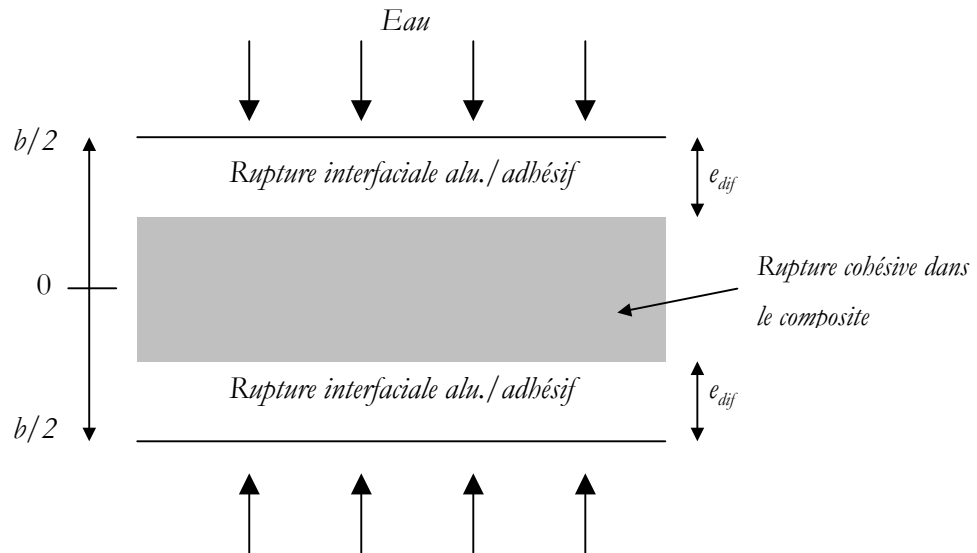 Eau
b/2
Rupture interfaciale alu./adhésif
e_dif
0
Rupture cohésive dans
le composite
Rupture interfaciale alu./adhésif
e_dif
b/2